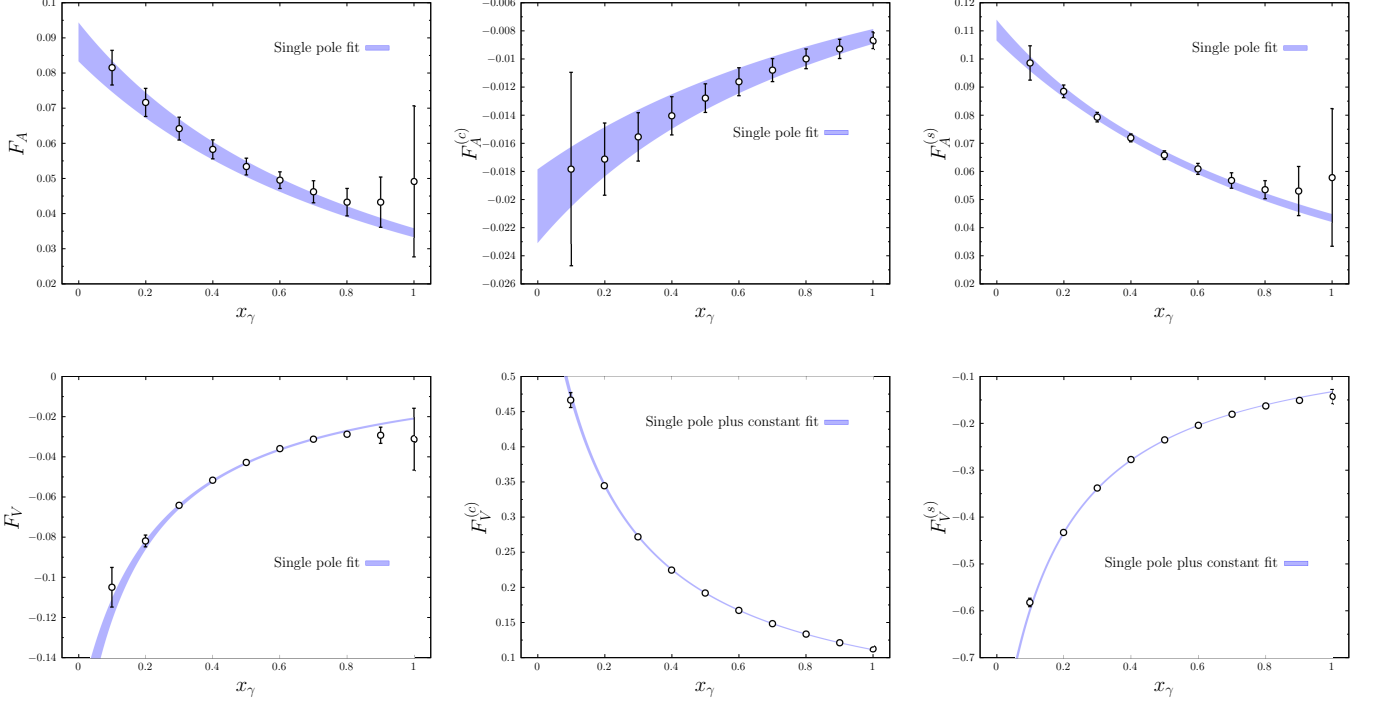 0.1
0.09
0.08
0.07
0.06
0.05
0.04
0.03
0.02
F_A
Single pole fit
0 0.2 0.4 0.6 0.8 1
x_γ
−0.006
−0.008
−0.01
−0.012
−0.014
−0.016
−0.018
−0.02
−0.022
−0.024
−0.026
F_A^(c)
Single pole fit
0 0.2 0.4 0.6 0.8 1
x_γ
0.12
0.11
0.1
0.09
0.08
0.07
0.06
0.05
0.04
0.03
0.02
F_A^(s)
Single pole fit
0 0.2 0.4 0.6 0.8 1
x_γ
0
−0.02
−0.04
−0.06
−0.08
−0.1
−0.12
−0.14
F_V
Single pole fit
0 0.2 0.4 0.6 0.8 1
x_γ
0.5
0.45
0.4
0.35
0.3
0.25
0.2
0.15
0.1
F_V^(c)
Single pole plus constant fit
0 0.2 0.4 0.6 0.8 1
x_γ
−0.1
−0.2
−0.3
−0.4
−0.5
−0.6
−0.7
F_V^(s)
Single pole plus constant fit
0 0.2 0.4 0.6 0.8 1
x_γ